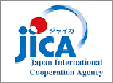 ジャイカ
jICA
Japan International
Cooperation Agency